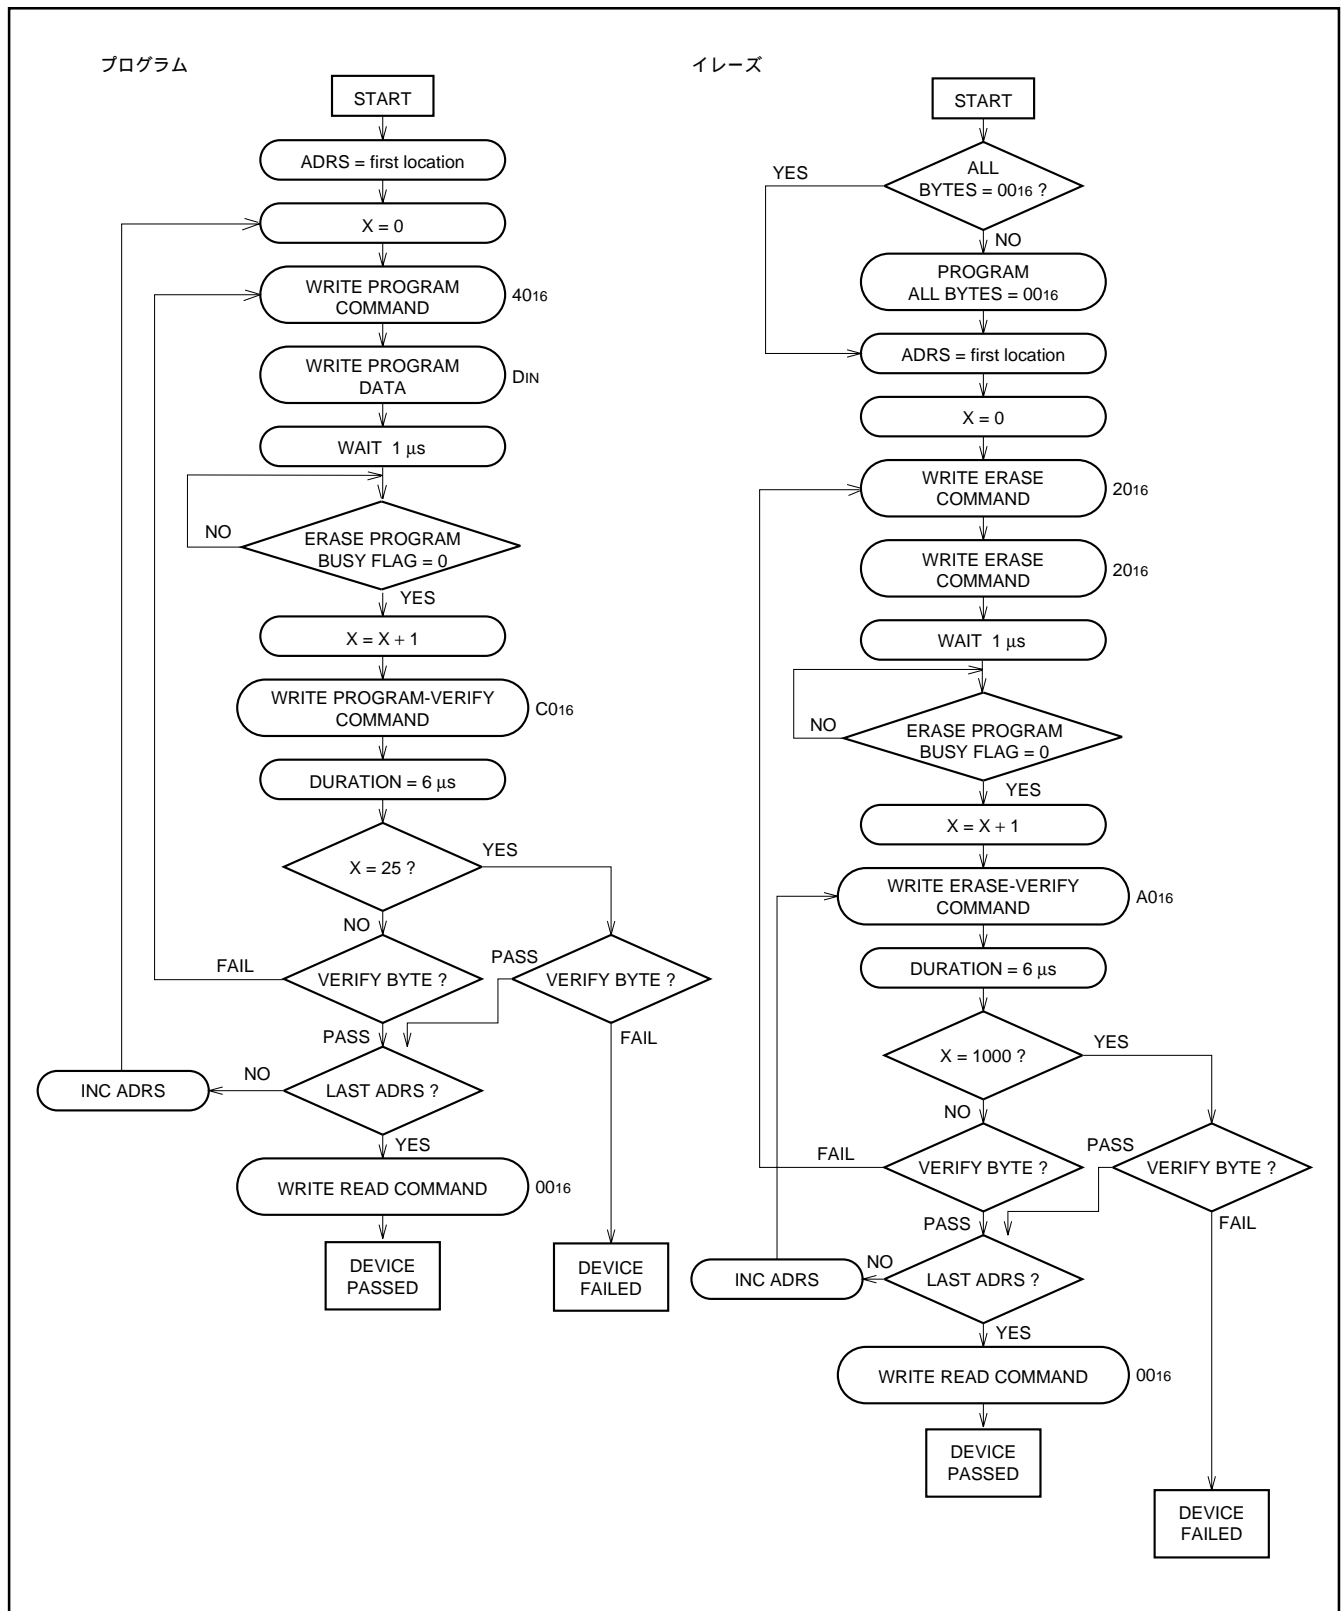 プログラム
START
ADRS = first location
X = 0
WRITE PROGRAM
COMMAND
4016
WRITE PROGRAM
DATA
DIN
WAIT 1 μs
NO
ERASE PROGRAM
BUSY FLAG = 0
YES
X = X + 1
WRITE PROGRAM-VERIFY
COMMAND
C016
DURATION = 6 μs
X = 25 ?
YES
NO
FAIL
VERIFY BYTE ?
PASS
VERIFY BYTE ?
PASS
FAIL
INC ADRS
NO
LAST ADRS ?
YES
WRITE READ COMMAND
0016
DEVICE
PASSED
DEVICE
FAILED
イレーズ
START
YES
ALL
BYTES = 0016 ?
NO
PROGRAM
ALL BYTES = 0016
ADRS = first location
X = 0
WRITE ERASE
COMMAND
2016
WRITE ERASE
COMMAND
2016
WAIT 1 μs
NO
ERASE PROGRAM
BUSY FLAG = 0
YES
X = X + 1
WRITE ERASE-VERIFY
COMMAND
A016
DURATION = 6 μs
X = 1000 ?
YES
NO
FAIL
VERIFY BYTE ?
PASS
VERIFY BYTE ?
PASS
FAIL
INC ADRS
NO
LAST ADRS ?
YES
WRITE READ COMMAND
0016
DEVICE
PASSED
DEVICE
FAILED